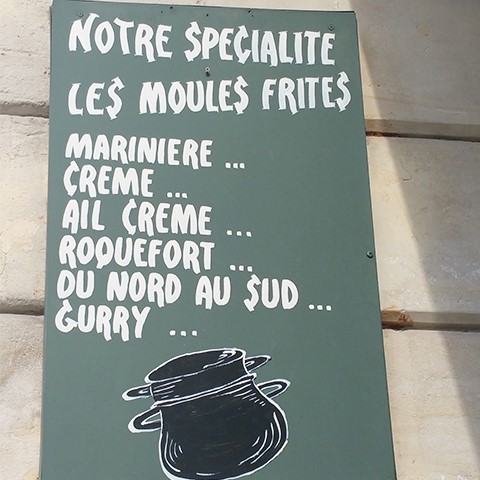 NOTRE SPECIALITE
LES MOULES FRITES
MARINIERE ...
CREME ...
AIL CREME ...
ROQUEFORT ...
DU NORD AU SUD ...
CURRY ...